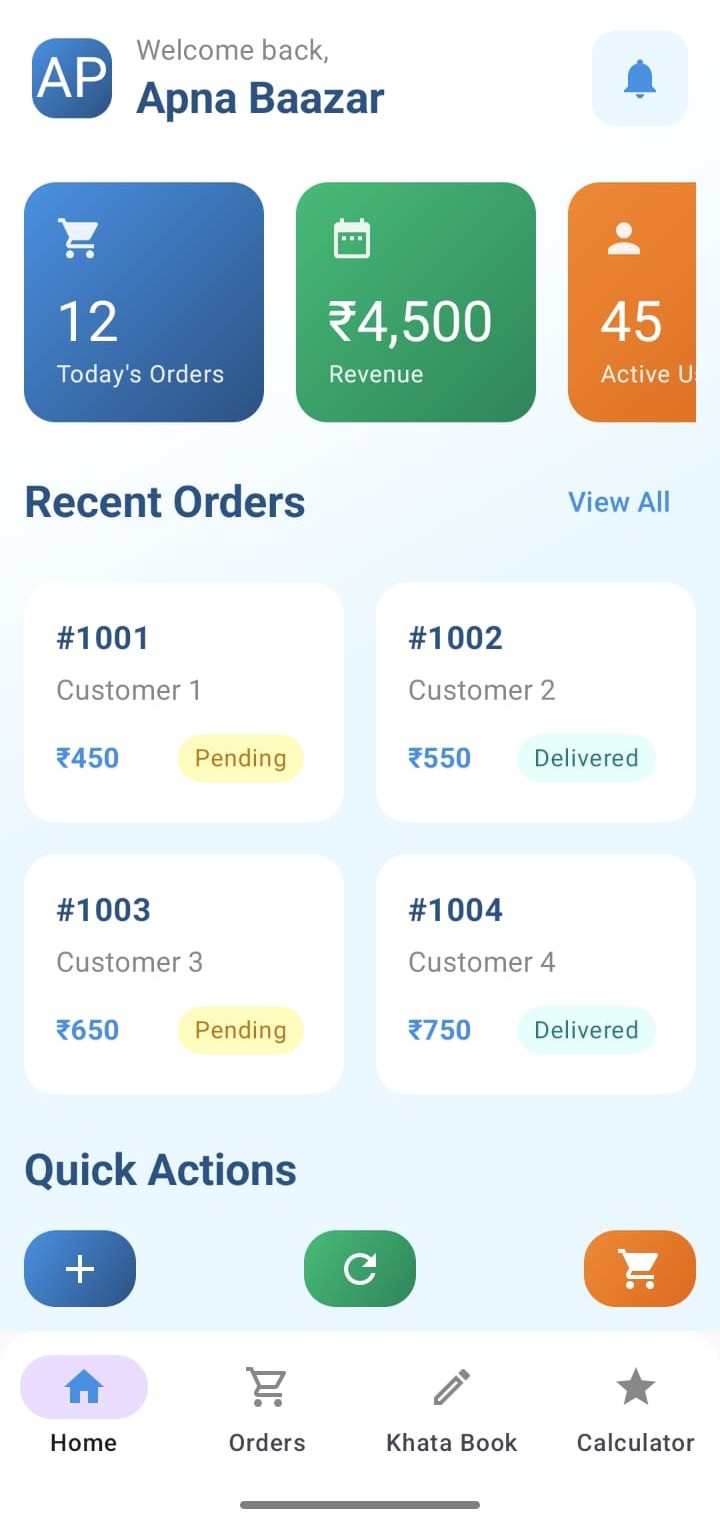 AP
Welcome back,
Apna Baazar
12
Today's Orders
₹4,500
Revenue
45
Active
Recent Orders
View All
#1001
Customer 1
₹450
Pending
#1002
Customer 2
₹550
Delivered
#1003
Customer 3
₹650
Pending
#1004
Customer 4
₹750
Delivered
Quick Actions
Home
Orders
Khata Book
Calculator